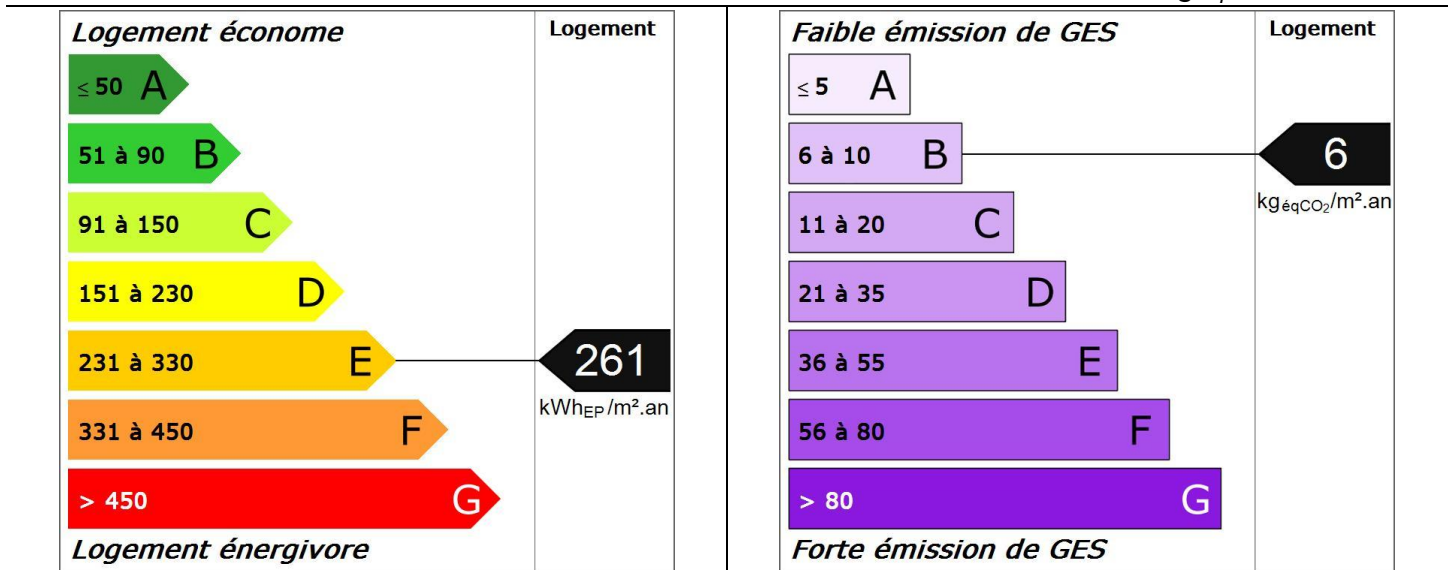 Logement économe
Logement
≤ 50 A
51 à 90 B
91 à 150 C
151 à 230 D
231 à 330 E
261
kWhEP/m².an
331 à 450 F
> 450 G
Logement énergivore
Faible émission de GES
Logement
≤ 5 A
6 à 10 B
6
kgéqCO2/m².an
11 à 20 C
21 à 35 D
36 à 55 E
56 à 80 F
> 80 G
Forte émission de GES